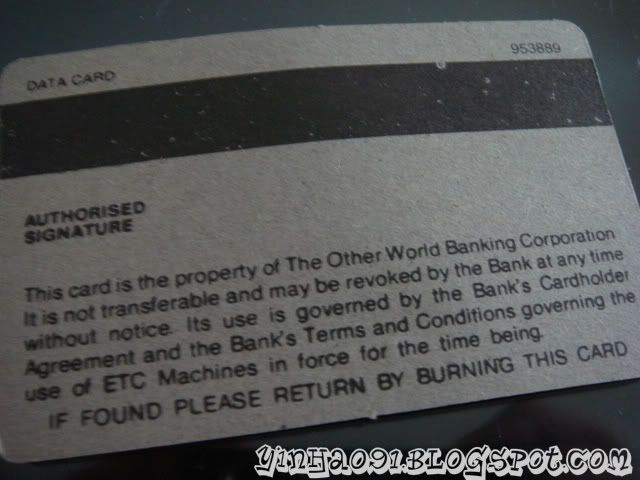 DATA CARD
953889
AUTHORISED
SIGNATURE
This card is the property of The Other World Banking Corporation
It is not transferable and may be revoked by the Bank at any time
without notice. Its use is governed by the Bank's Cardholder
Agreement and the Bank's Terms and Conditions governing the
use of ETC Machines in force for the time being.
IF FOUND PLEASE RETURN BY BURNING THIS CARD
YiNHAO91.BLOGSPOT.COM